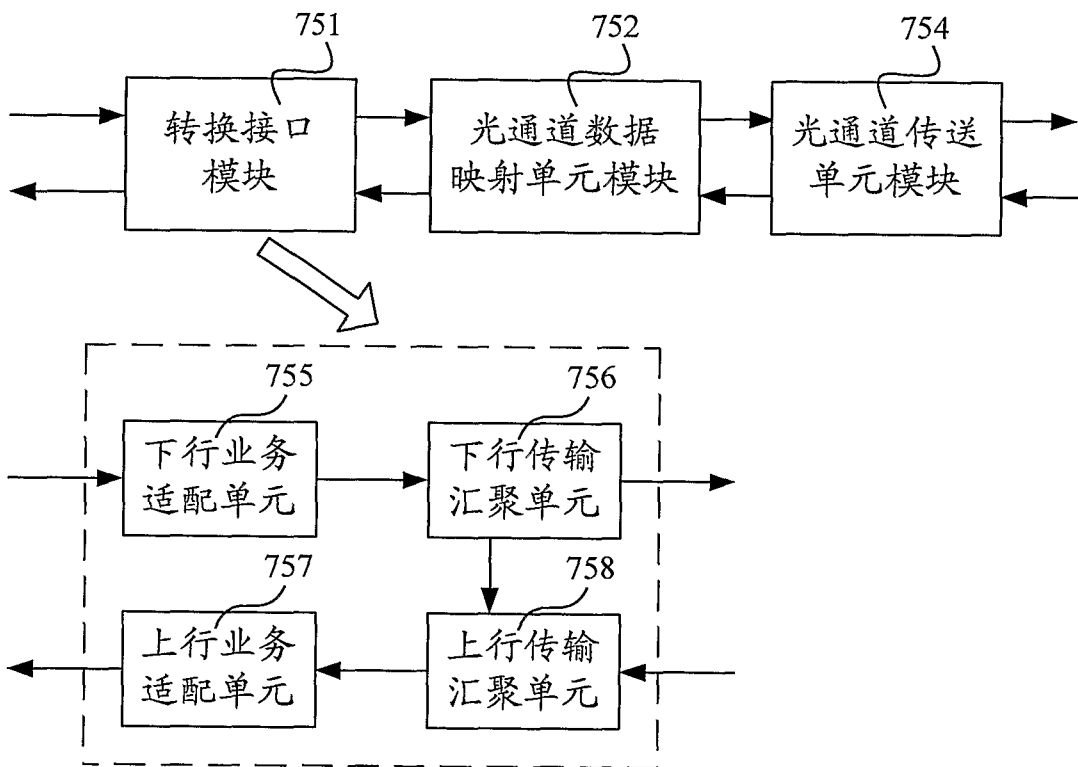 751
752
754
转换接口
模块
光通道数据
映射单元模块
光通道传送
单元模块
755
756
下行业务
适配单元
下行传输
汇聚单元
757
758
上行业务
适配单元
上行传输
汇聚单元